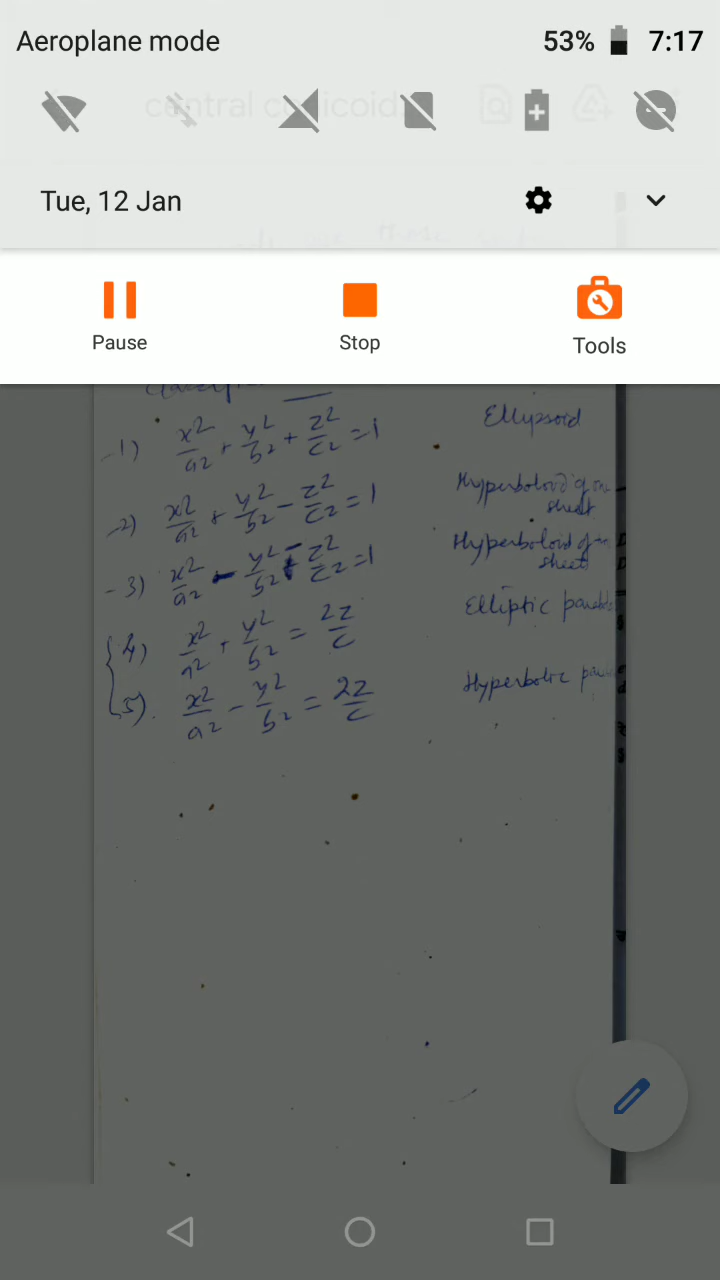 Aeroplane mode 53% 7:17
central conicoid
Tue, 12 Jan
Pause Stop Tools
1) x²/a² + y²/b² + z²/c² = 1 Ellipsoid
2) x²/a² + y²/b² − z²/c² = 1 Hyperboloid of
sheet
3) x²/a² − y²/b² − z²/c² = 1 Hyperboloid of
sheet
4) x²/a² + y²/b² = 2z/c Elliptic
5). x²/a² − y²/b² = 2z/c Hyperbolic